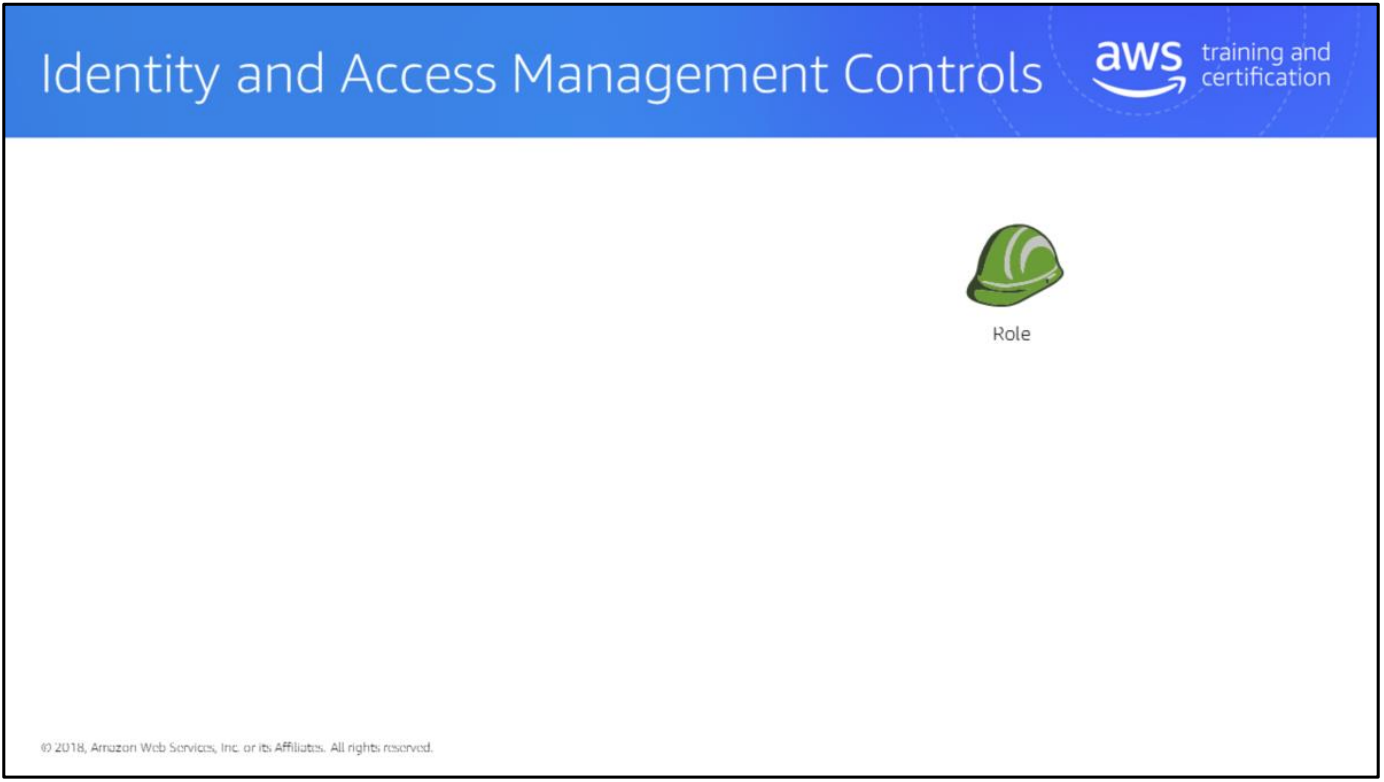 Identity and Access Management Controls
aws training and
certification
Role
© 2018, Amazon Web Services, Inc. or its Affiliates. All rights reserved.